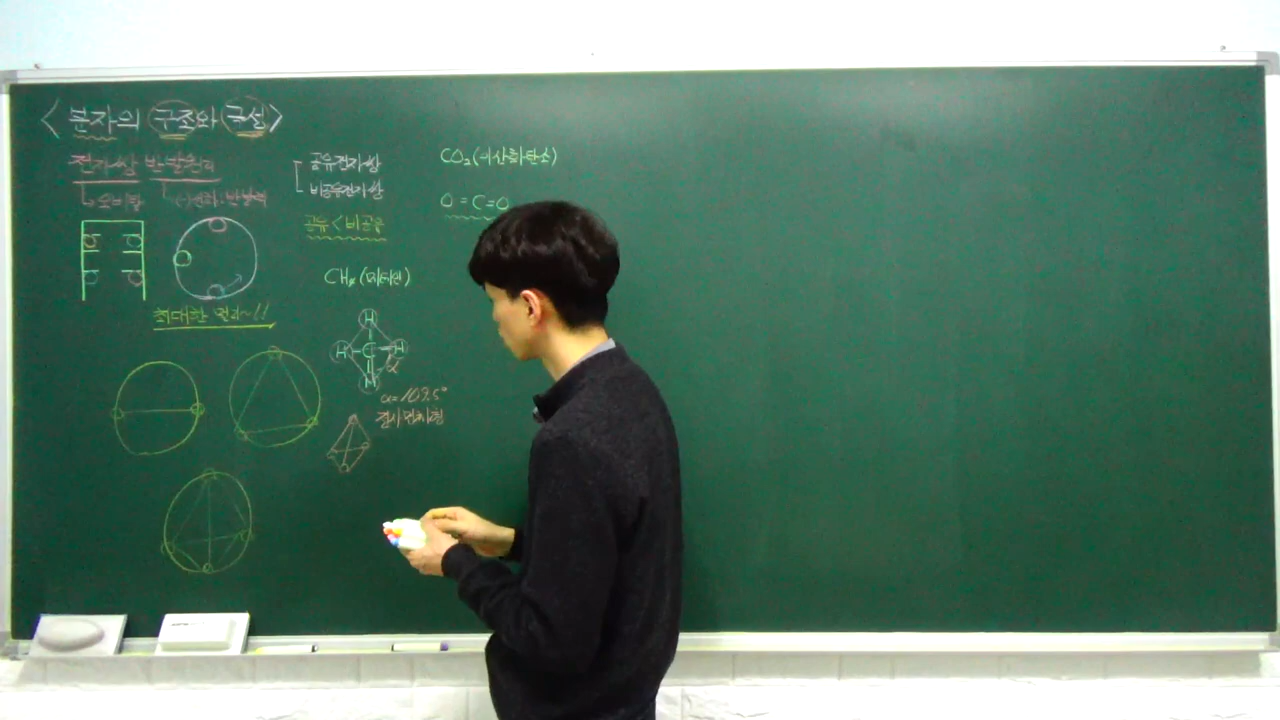 <분자의 구조와 극성>
전자쌍 반발원리
↳오비탈
(-)전하·반발력
최대한 멀리~!!
공유전자쌍
비공유전자쌍
공유<비공유
CH₄(메테인)
H
H-C-H
H
α
α=109.5°
정사면체형
CO₂(이산화탄소)
O=C=O